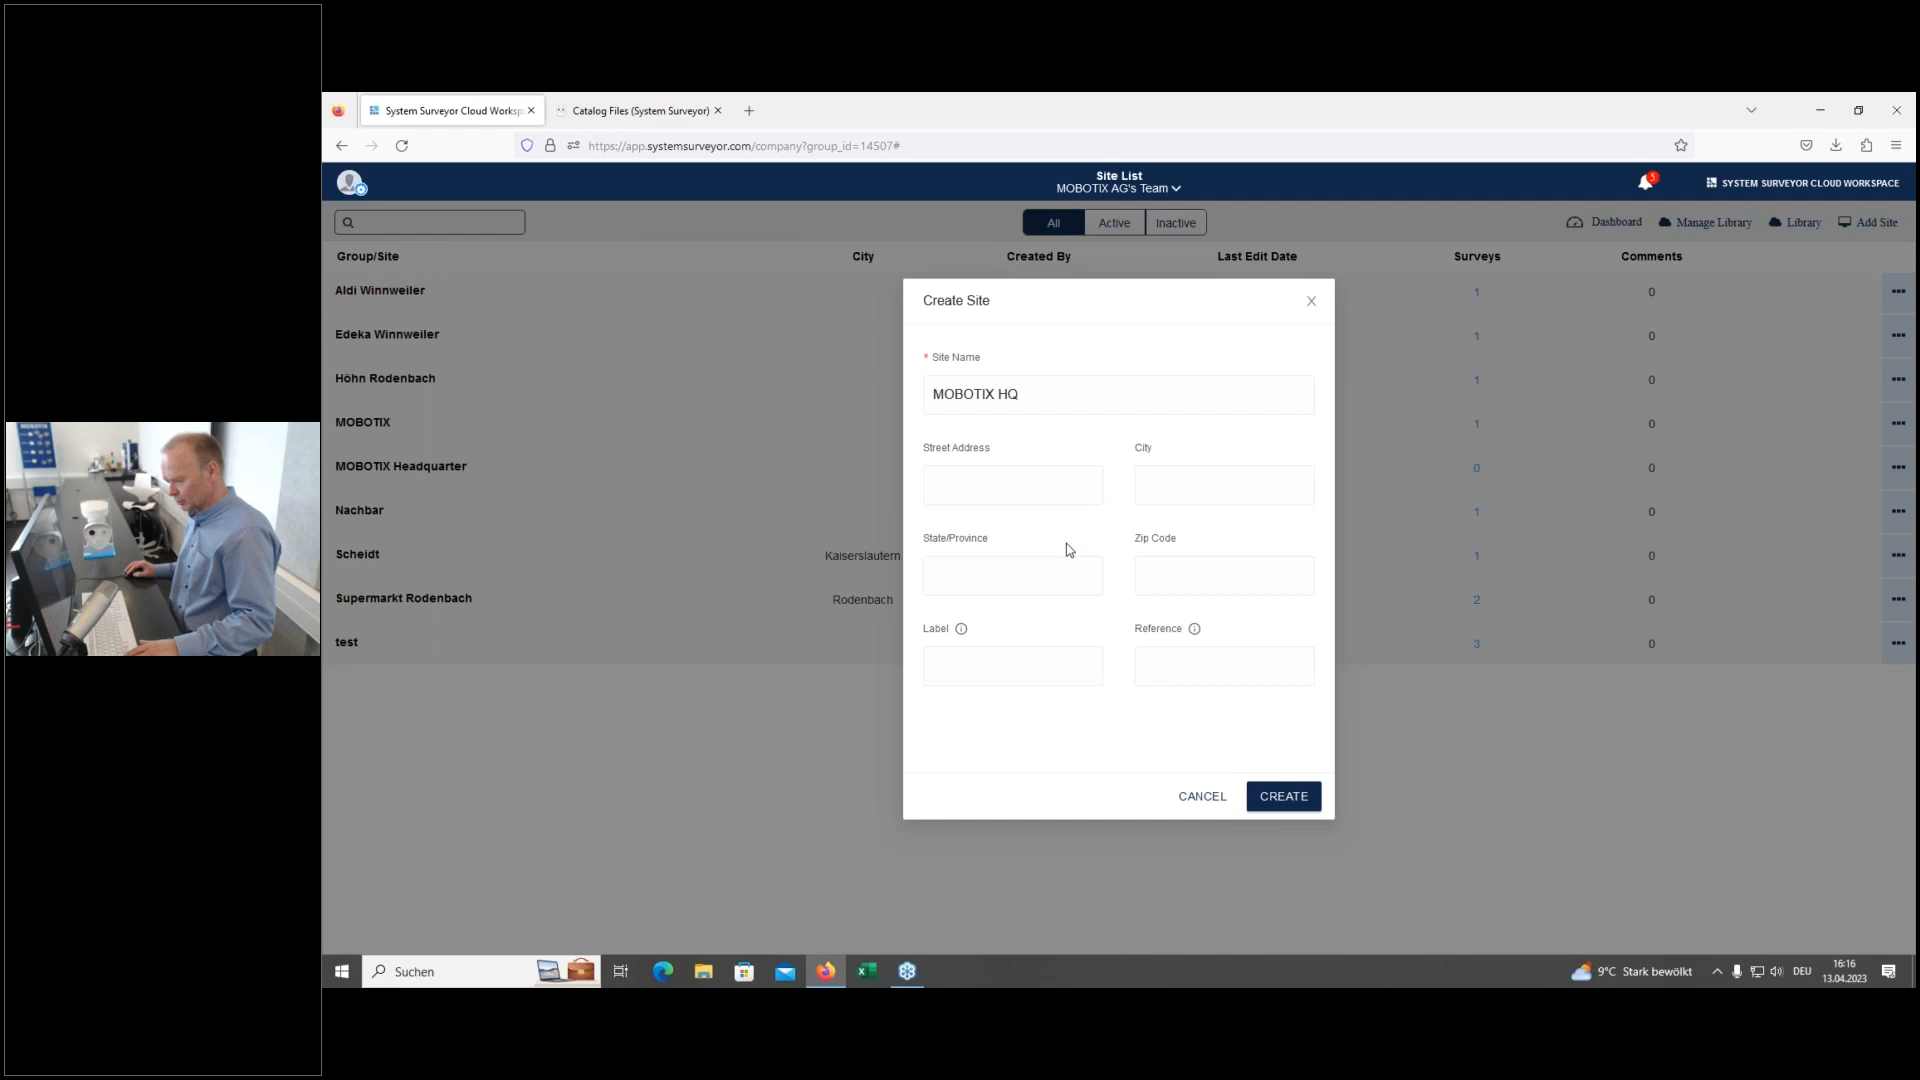 MOBOTIX
System Surveyor Cloud Worksp
Catalog Files (System Surveyor)
https://app.systemsurveyor.com/company?group_id=14507#
Site List
MOBOTIX AG's Team
5
SYSTEM SURVEYOR CLOUD WORKSPACE
All
Active
Inactive
Dashboard
Manage Library
Library
Add Site
Group/Site City Created By Last Edit Date Surveys Comments
Aldi Winnweiler 1 0
Edeka Winnweiler 1 0
Höhn Rodenbach 1 0
MOBOTIX 1 0
MOBOTIX Headquarter 0 0
Nachbar 1 0
Scheidt Kaiserslautern 1 0
Supermarkt Rodenbach Rodenbach 2 0
test 3 0
Create Site
* Site Name
MOBOTIX HQ
Street Address City
State/Province Zip Code
Label Reference
CANCEL CREATE
Suchen
9°C Stark bewölkt
DEU
16:16
13.04.2023